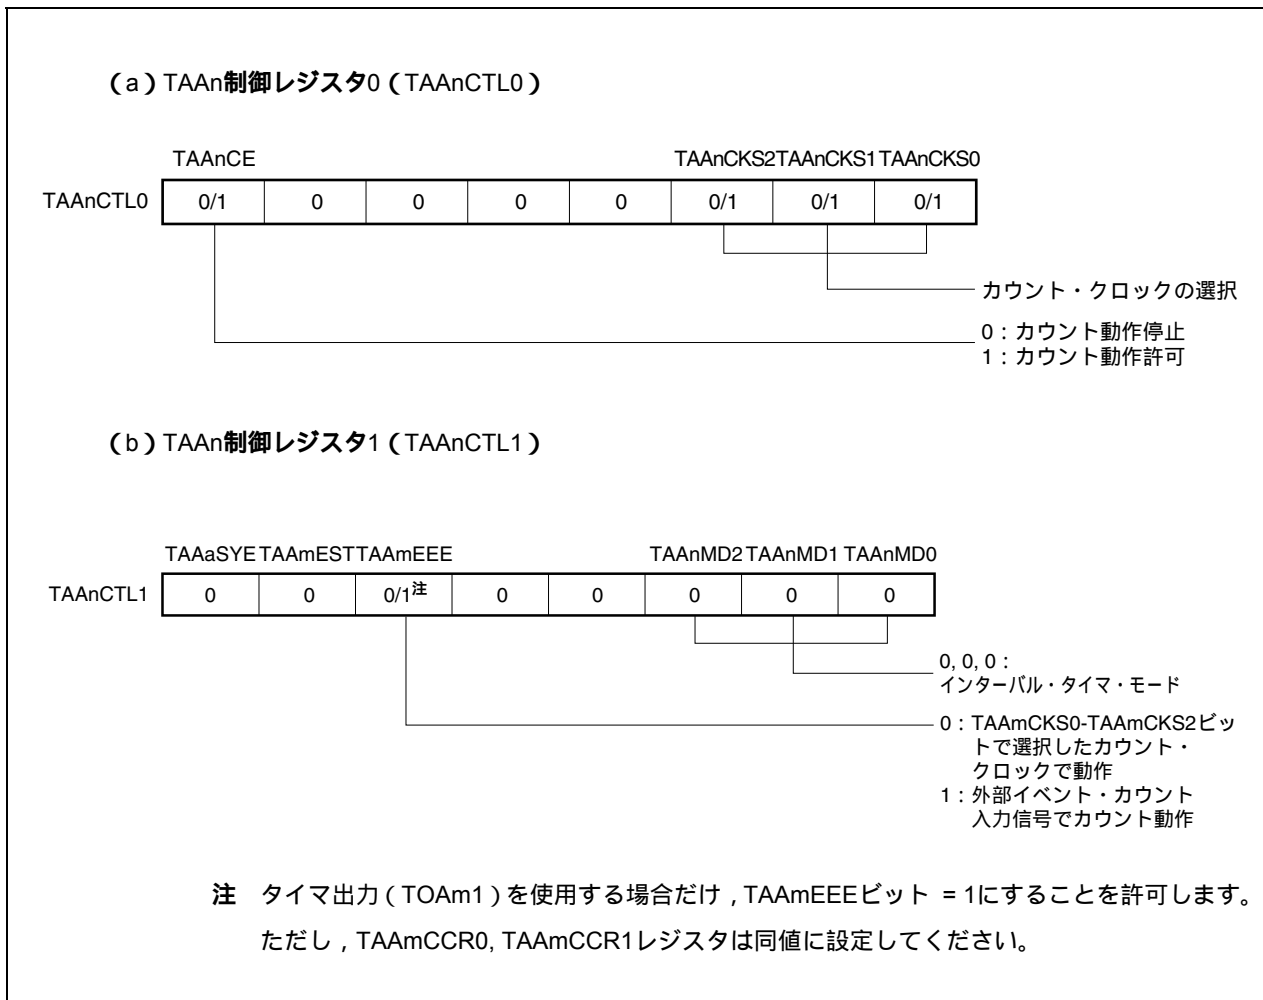 (a) TAAn制御レジスタ0 (TAAnCTL0)
TAAnCE TAAnCKS2 TAAnCKS1 TAAnCKS0
TAAnCTL0 0/1 0 0 0 0 0/1 0/1 0/1
カウント・クロックの選択
0:カウント動作停止
1:カウント動作許可
(b) TAAn制御レジスタ1 (TAAnCTL1)
TAAaSYE TAAmEST TAAmEEE TAAnMD2 TAAnMD1 TAAnMD0
TAAnCTL1 0 0 0/1注 0 0 0 0 0
0, 0, 0:
インターバル・タイマ・モード
0:TAAmCKS0-TAAmCKS2ビッ
トで選択したカウント・
クロックで動作
1:外部イベント・カウント
入力信号でカウント動作
注 タイマ出力(TOAm1)を使用する場合だけ,TAAmEEEビット = 1にすることを許可します。
ただし,TAAmCCR0, TAAmCCR1レジスタは同値に設定してください。